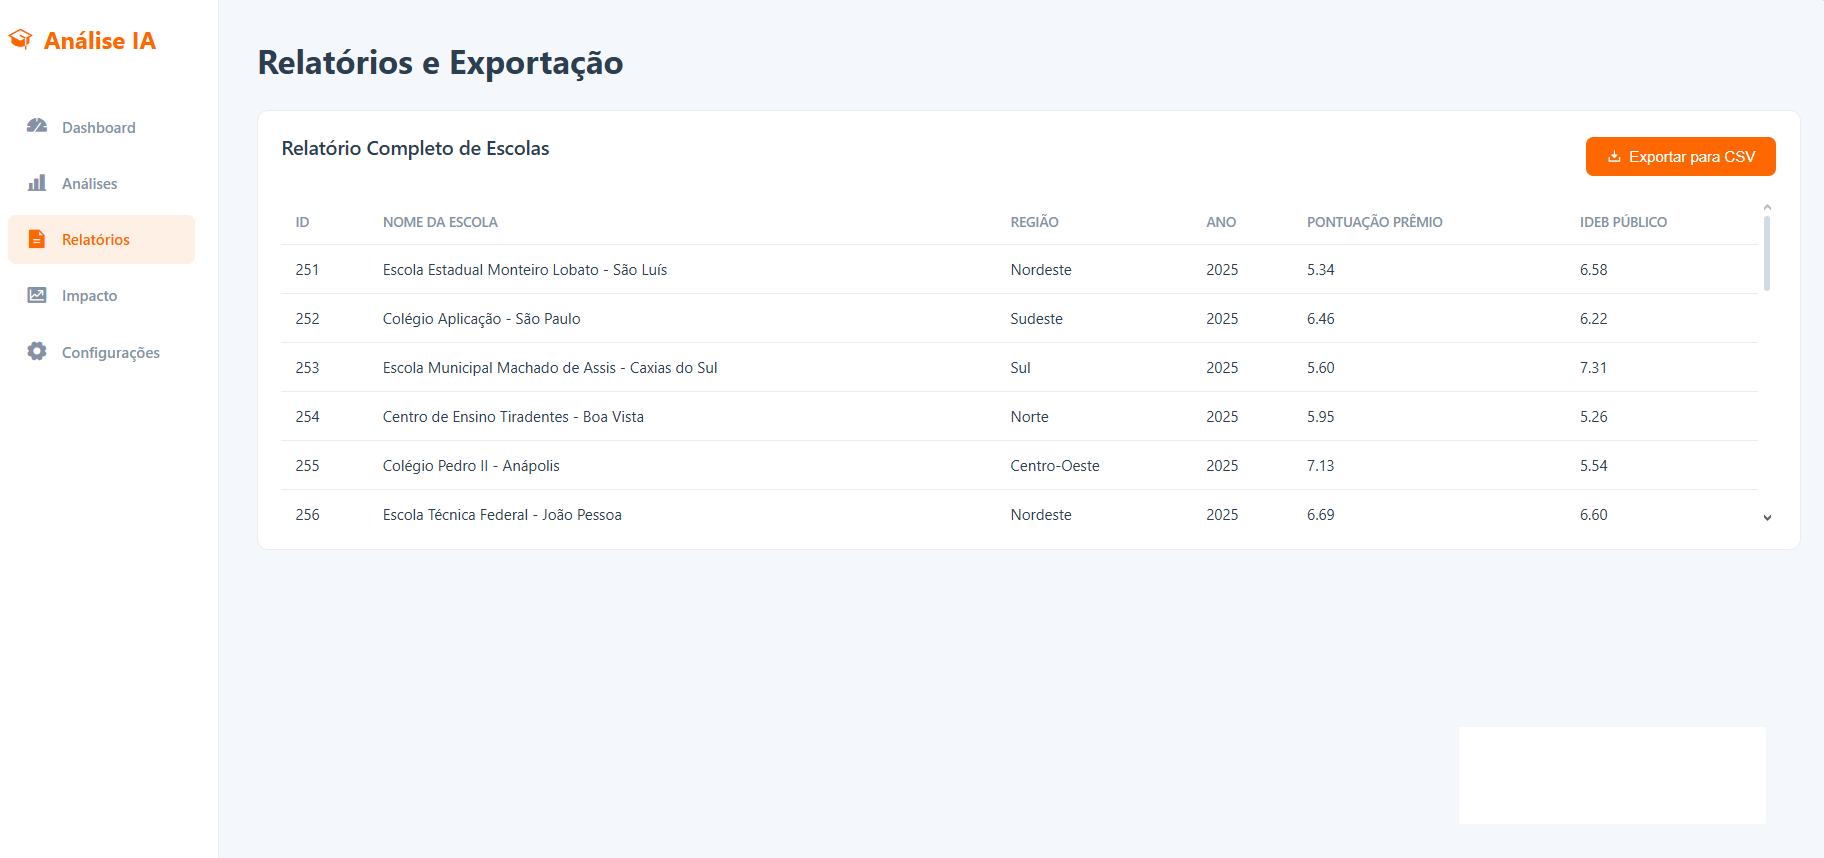 Análise IA
Dashboard
Análises
Relatórios
Impacto
Configurações
Relatórios e Exportação
Relatório Completo de Escolas
Exportar para CSV
ID NOME DA ESCOLA REGIÃO ANO PONTUAÇÃO PRÊMIO IDEB PÚBLICO
251 Escola Estadual Monteiro Lobato - São Luís Nordeste 2025 5.34 6.58
252 Colégio Aplicação - São Paulo Sudeste 2025 6.46 6.22
253 Escola Municipal Machado de Assis - Caxias do Sul Sul 2025 5.60 7.31
254 Centro de Ensino Tiradentes - Boa Vista Norte 2025 5.95 5.26
255 Colégio Pedro II - Anápolis Centro-Oeste 2025 7.13 5.54
256 Escola Técnica Federal - João Pessoa Nordeste 2025 6.69 6.60